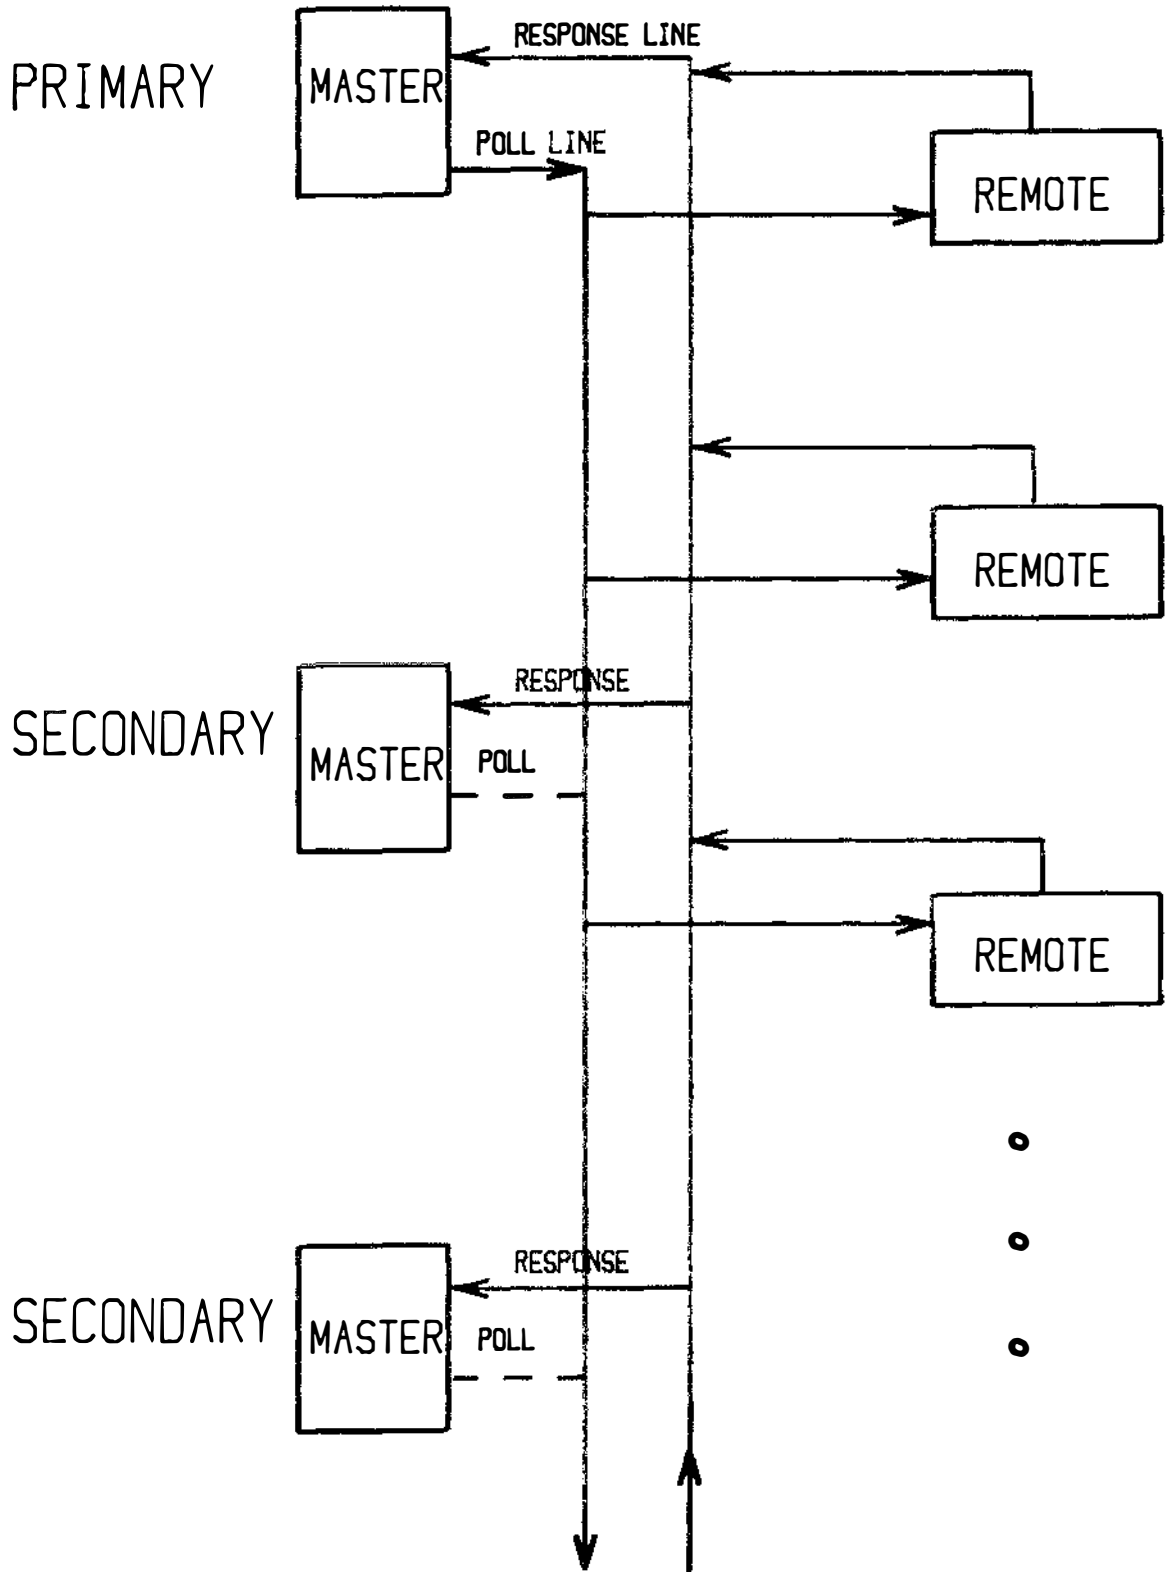 RESPONSE LINE
PRIMARY
MASTER
POLL LINE
REMOTE
REMOTE
RESPONSE
SECONDARY
MASTER
POLL
REMOTE
RESPONSE
SECONDARY
MASTER
POLL